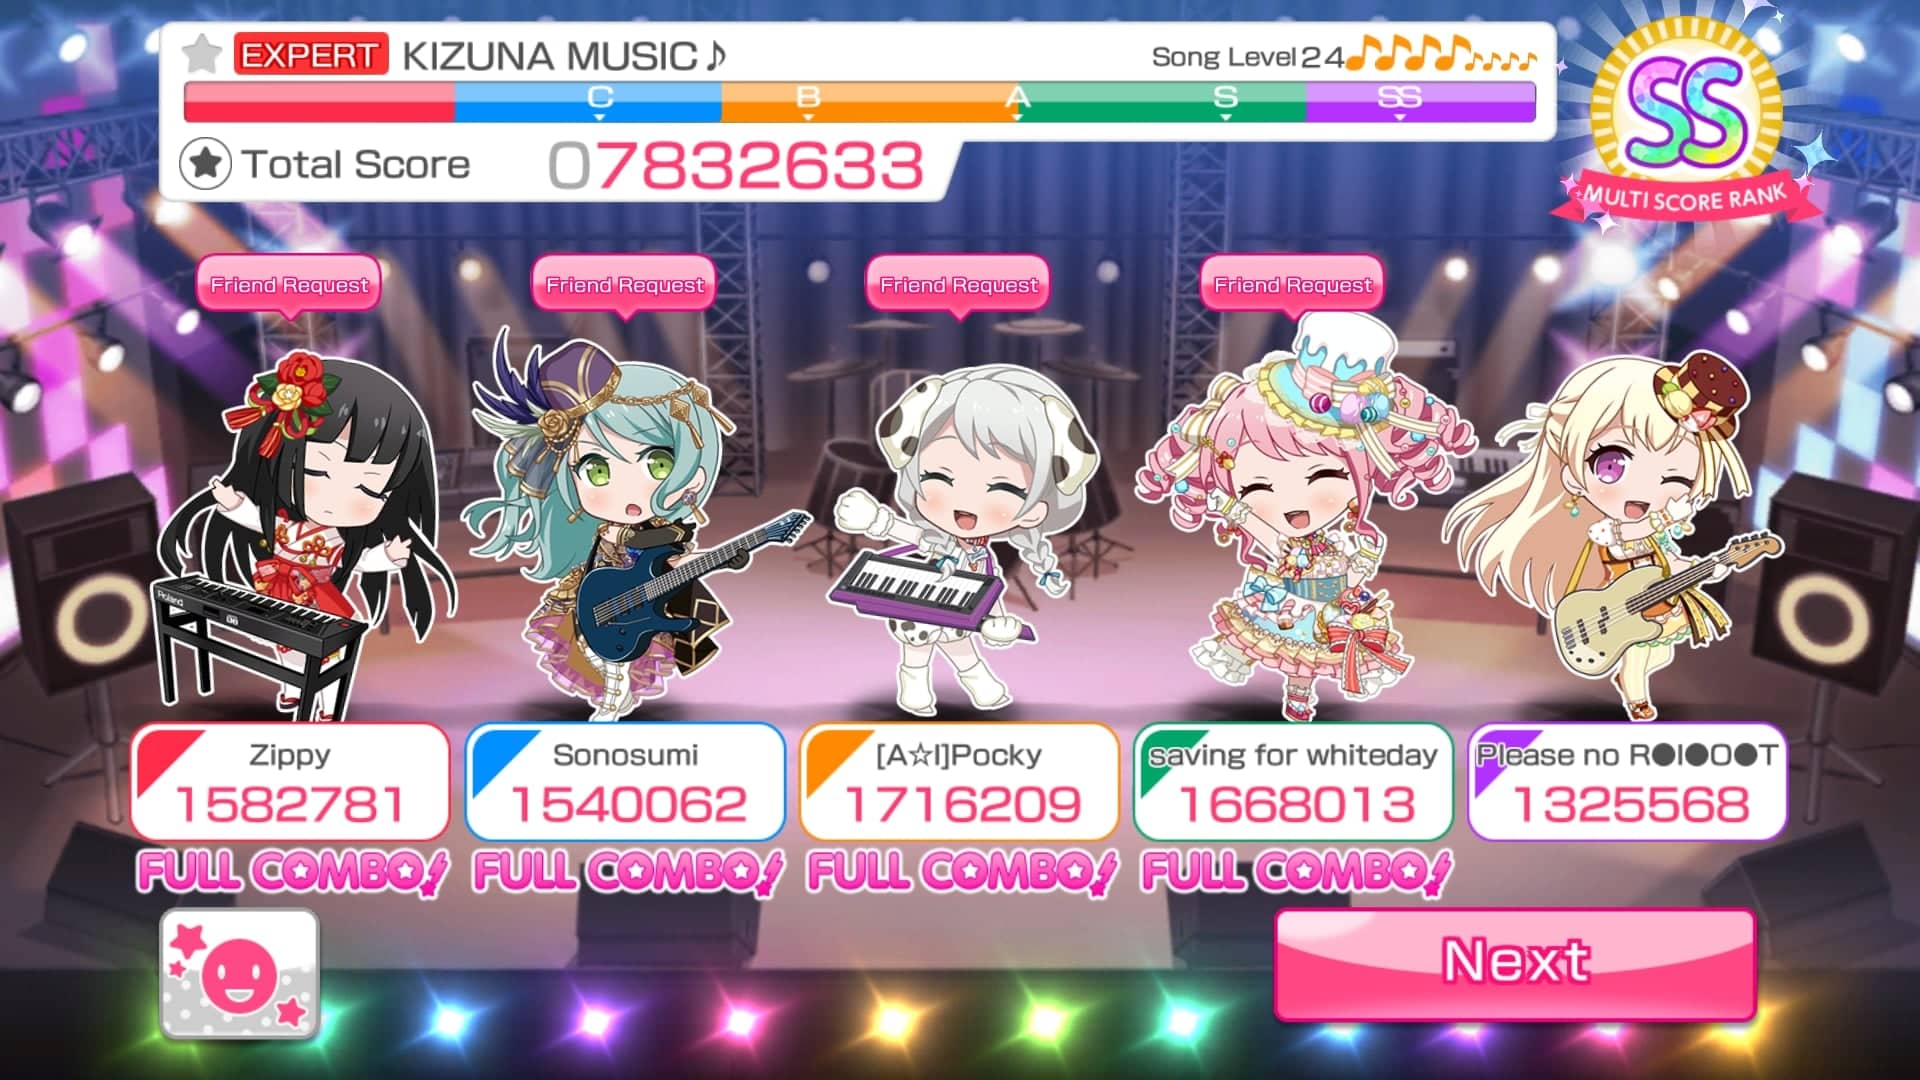 EXPERT KIZUNA MUSIC♪
Song Level 24
C B A S SS
Total Score 07832633
SS
MULTI SCORE RANK
Friend Request
Friend Request
Friend Request
Friend Request
Roland
Zippy
1582781
FULL COMBO
Sonosumi
1540062
FULL COMBO
[A☆I]Pocky
1716209
FULL COMBO
saving for whiteday
1668013
FULL COMBO
Please no R●I●O●T
1325568
Next